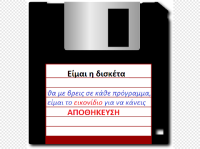 Είμαι η δισκέτα
θα με βρεις σε κάθε πρόγραμμα,
είμαι το εικονίδιο για να κάνεις
ΑΠΟΘΗΚΕΥΣΗ